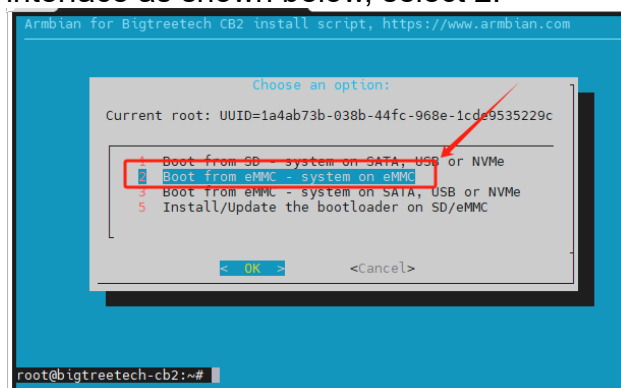 interface as shown below, select 2.
Armbian for Bigtreetech CB2 install script, https://www.armbian.com
Choose an option:
Current root: UUID=1a4ab73b-038b-44fc-968e-1cde9535229c
1 Boot from SD - system on SATA, USB or NVMe
2 Boot from eMMC - system on eMMC
3 Boot from eMMC - system on SATA, USB or NVMe
5 Install/Update the bootloader on SD/eMMC
< OK > <Cancel>
root@bigtreetech-cb2:~#